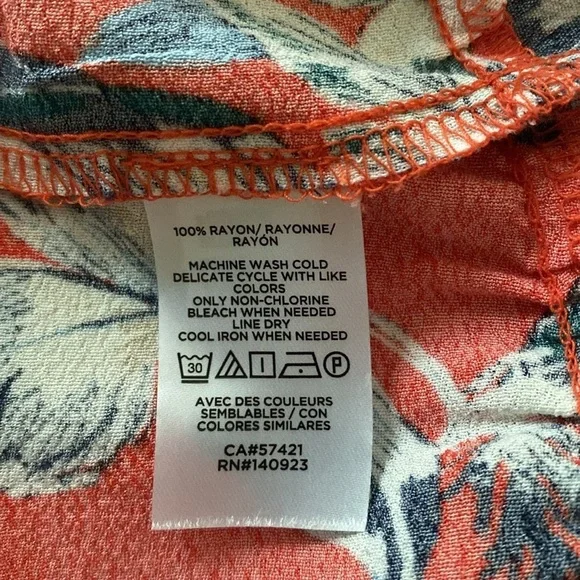 100% RAYON/ RAYONNE/
RAYÓN
MACHINE WASH COLD
DELICATE CYCLE WITH LIKE
COLORS
ONLY NON-CHLORINE
BLEACH WHEN NEEDED
LINE DRY
COOL IRON WHEN NEEDED
30 P
AVEC DES COULEURS
SEMBLABLES / CON
COLORES SIMILARES
CA#57421
RN#140923